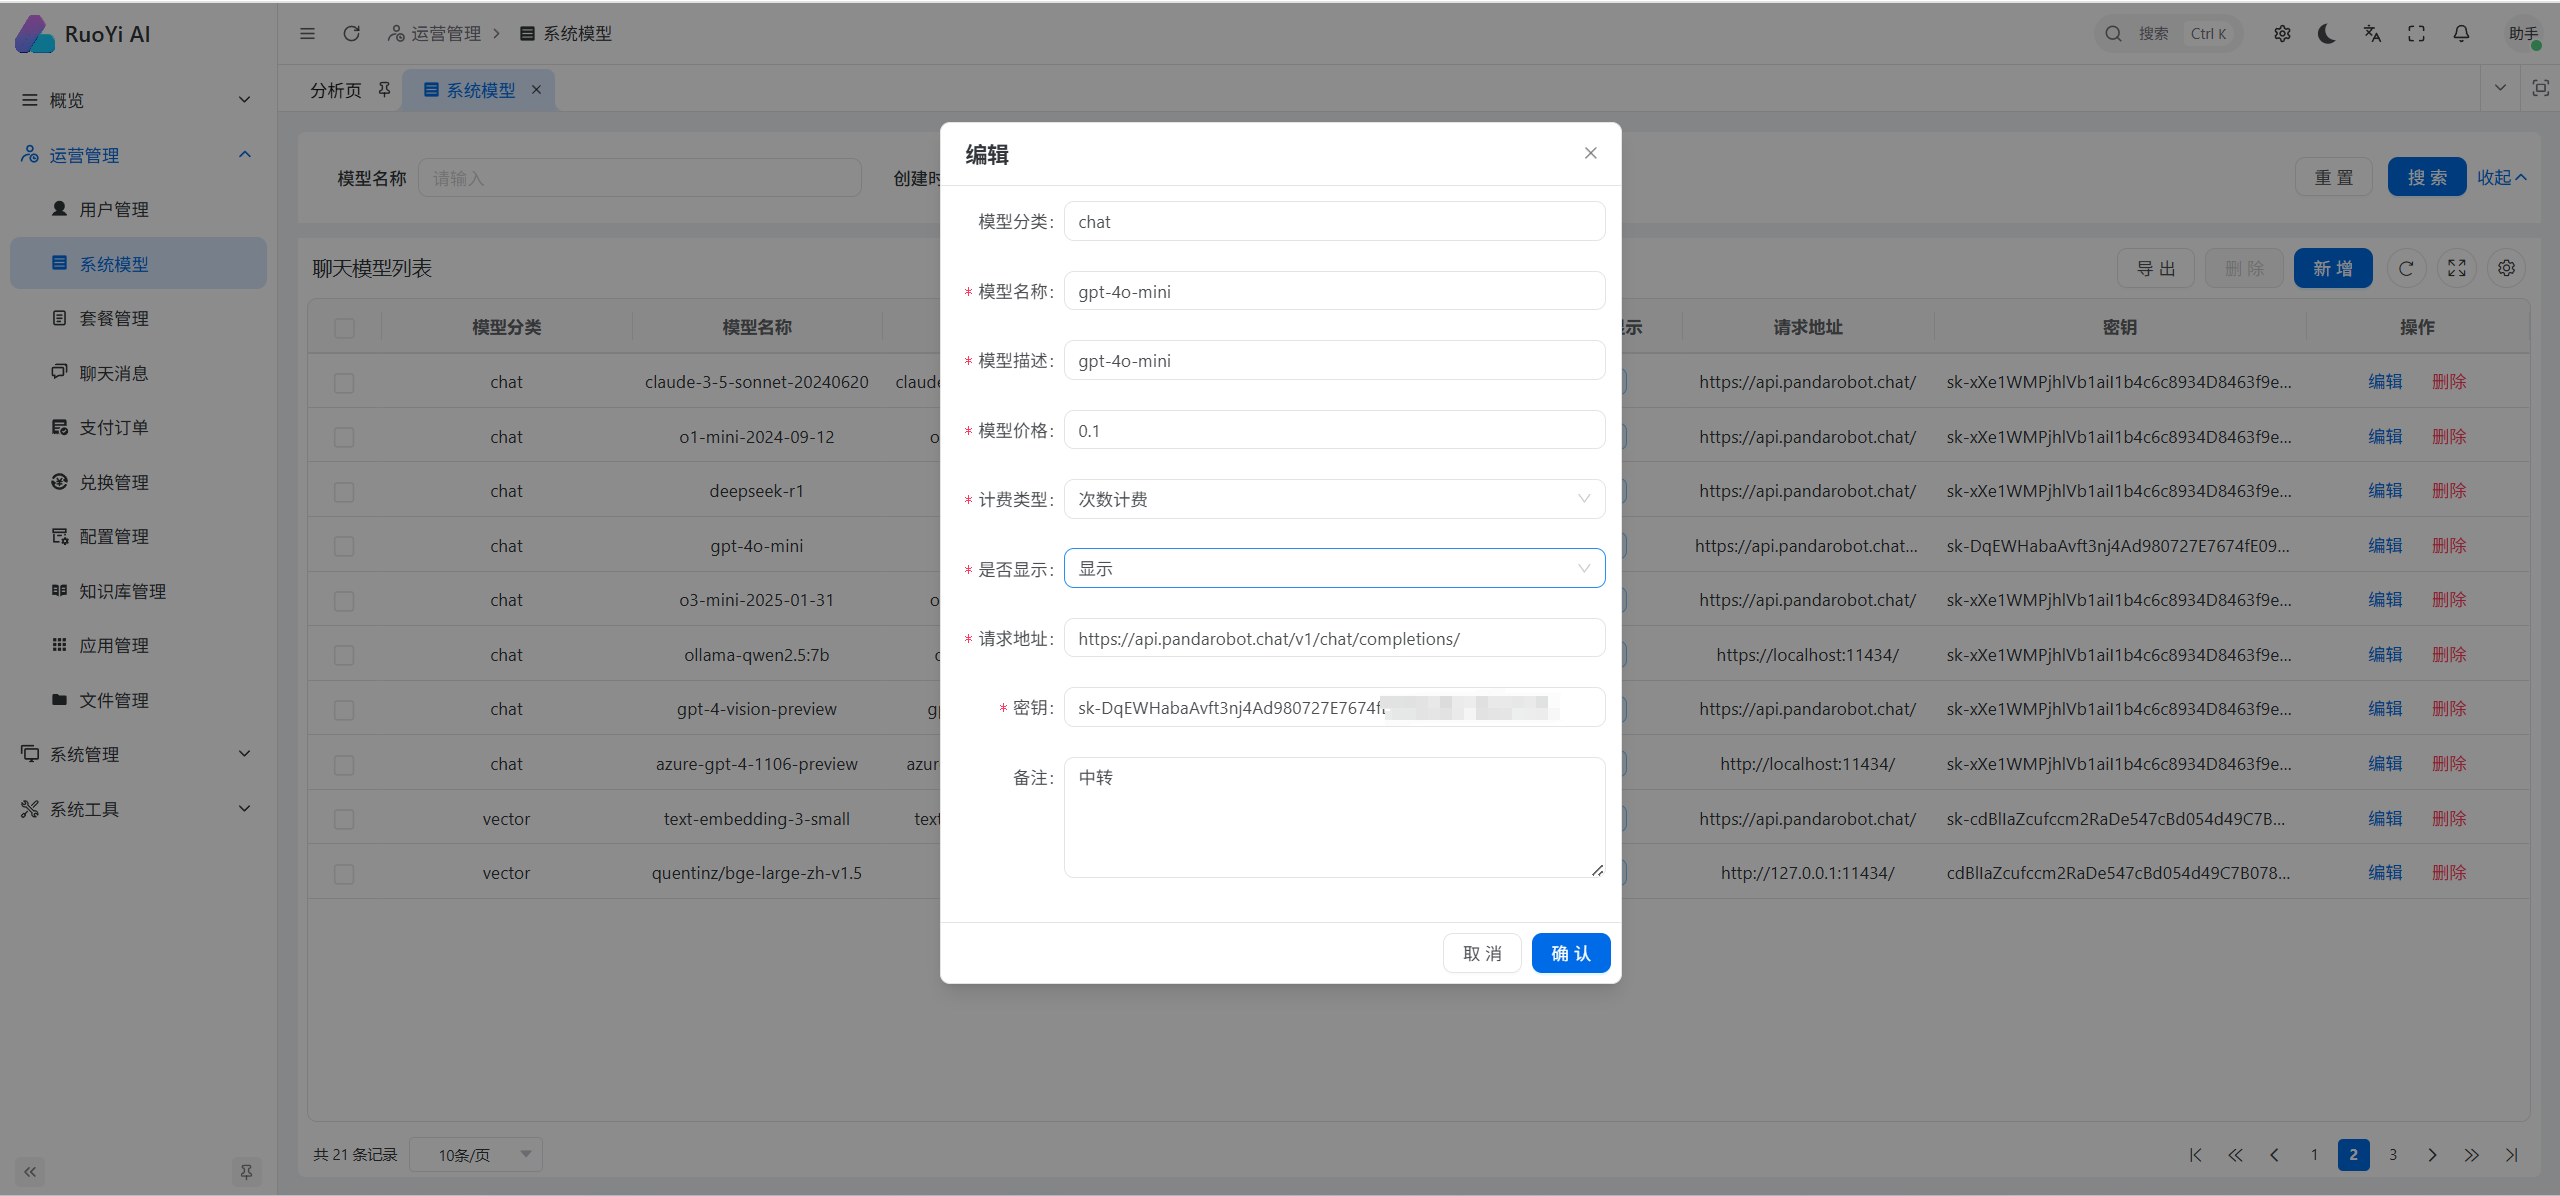 RuoYi AI
运营管理 > 系统模型
搜索 Ctrl K
助手
概览
分析页
系统模型
运营管理
用户管理
系统模型
套餐管理
聊天消息
支付订单
兑换管理
配置管理
知识库管理
应用管理
文件管理
系统管理
系统工具
模型名称 请输入 创建时
重 置 搜 索 收起
聊天模型列表
导 出 删 除 新 增
模型分类 模型名称 示 请求地址 密钥 操作
chat claude-3-5-sonnet-20240620 claude https://api.pandarobot.chat/ sk-xXe1WMPjhlVb1aiI1b4c6c8934D8463f9e... 编辑 删除
chat o1-mini-2024-09-12 o https://api.pandarobot.chat/ sk-xXe1WMPjhlVb1aiI1b4c6c8934D8463f9e... 编辑 删除
chat deepseek-r1 https://api.pandarobot.chat/ sk-xXe1WMPjhlVb1aiI1b4c6c8934D8463f9e... 编辑 删除
chat gpt-4o-mini https://api.pandarobot.chat... sk-DqEWHabaAvft3nj4Ad980727E7674fE09... 编辑 删除
chat o3-mini-2025-01-31 o https://api.pandarobot.chat/ sk-xXe1WMPjhlVb1aiI1b4c6c8934D8463f9e... 编辑 删除
chat ollama-qwen2.5:7b https://localhost:11434/ sk-xXe1WMPjhlVb1aiI1b4c6c8934D8463f9e... 编辑 删除
chat gpt-4-vision-preview gp https://api.pandarobot.chat/ sk-xXe1WMPjhlVb1aiI1b4c6c8934D8463f9e... 编辑 删除
chat azure-gpt-4-1106-preview azur http://localhost:11434/ sk-xXe1WMPjhlVb1aiI1b4c6c8934D8463f9e... 编辑 删除
vector text-embedding-3-small text https://api.pandarobot.chat/ sk-cdBlIaZcufccm2RaDe547cBd054d49C7B... 编辑 删除
vector quentinz/bge-large-zh-v1.5 http://127.0.0.1:11434/ cdBlIaZcufccm2RaDe547cBd054d49C7B078... 编辑 删除
共 21 条记录 10条/页
1 2 3
编辑
模型分类: chat
* 模型名称: gpt-4o-mini
* 模型描述: gpt-4o-mini
* 模型价格: 0.1
* 计费类型: 次数计费
* 是否显示: 显示
* 请求地址: https://api.pandarobot.chat/v1/chat/completions/
* 密钥: sk-DqEWHabaAvft3nj4Ad980727E7674f
备注: 中转
取 消 确 认